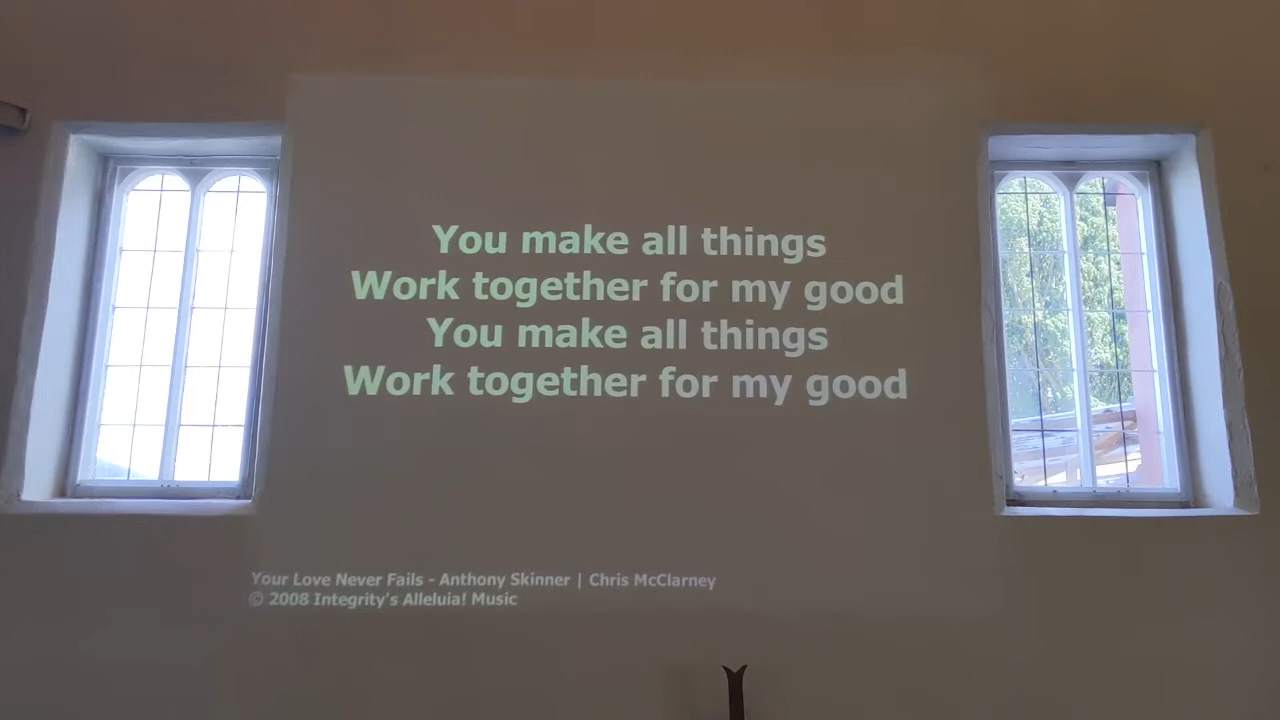 You make all things
Work together for my good
You make all things
Work together for my good
Your Love Never Fails - Anthony Skinner | Chris McClarney
© 2008 Integrity's Alleluia! Music